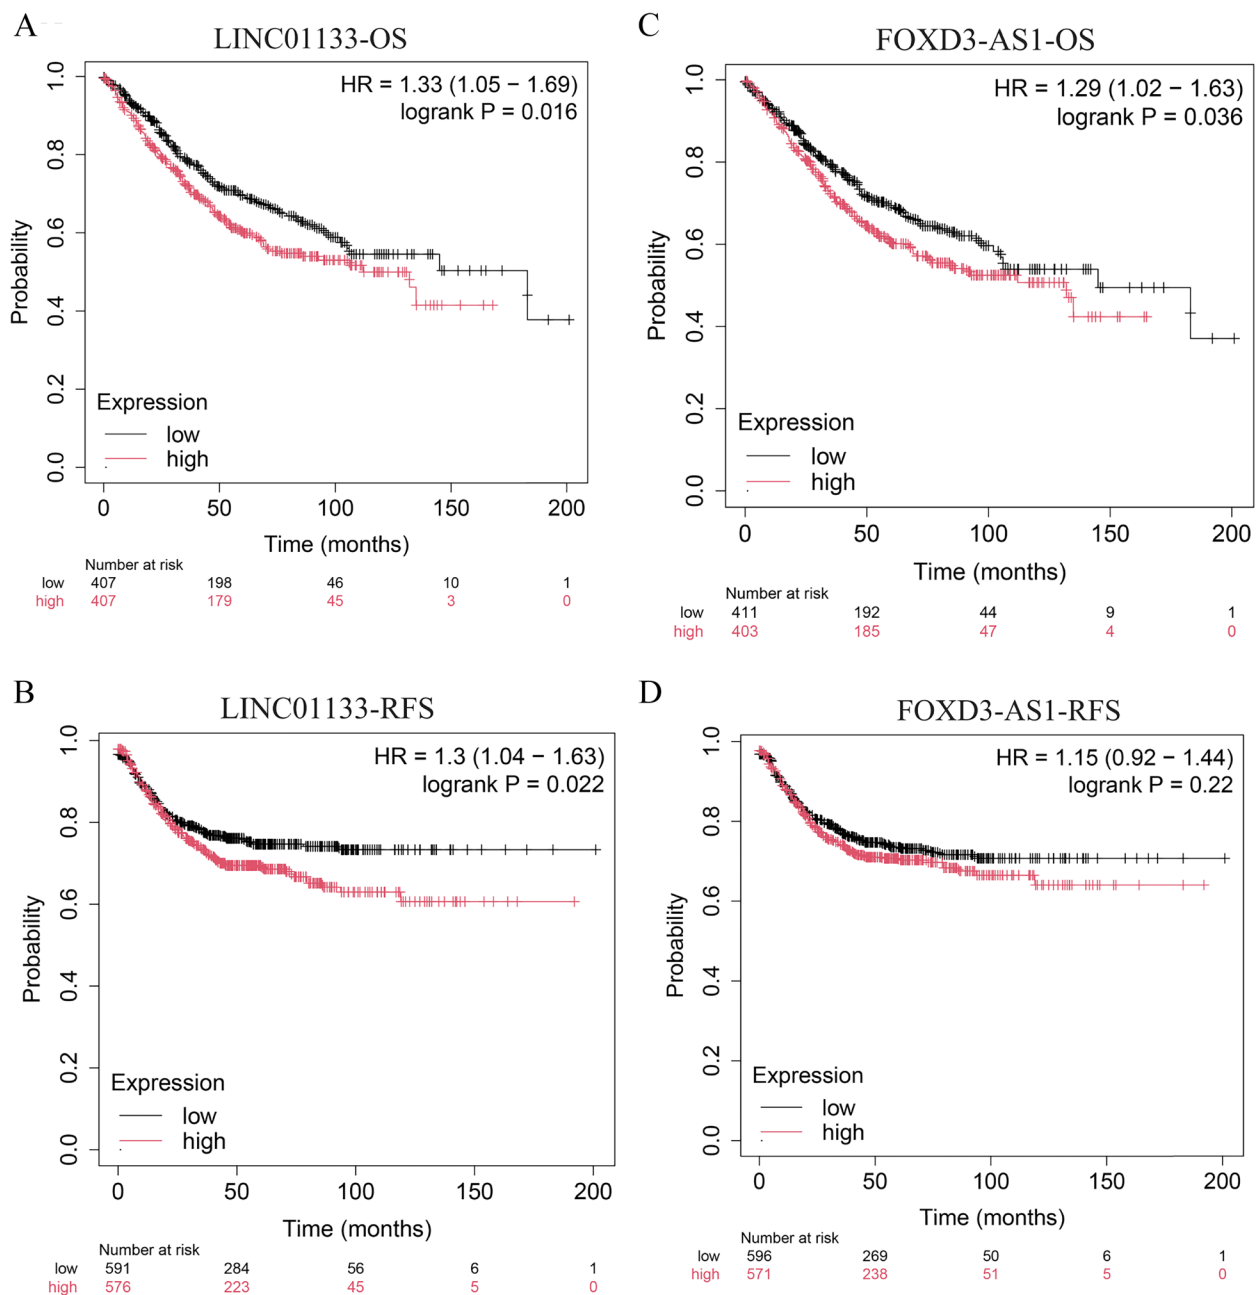 A
LINC01133-OS
HR = 1.33 (1.05 − 1.69)
logrank P = 0.016
Probability
1.0
0.8
0.6
0.4
0.2
0.0
Expression
low
high
0 50 100 150 200
Time (months)
Number at risk
low 407 198 46 10 1
high 407 179 45 3 0
C
FOXD3-AS1-OS
HR = 1.29 (1.02 − 1.63)
logrank P = 0.036
Probability
1.0
0.8
0.6
0.4
0.2
0.0
Expression
low
high
0 50 100 150 200
Time (months)
Number at risk
low 411 192 44 9 1
high 403 185 47 4 0
B
LINC01133-RFS
HR = 1.3 (1.04 − 1.63)
logrank P = 0.022
Probability
1.0
0.8
0.6
0.4
0.2
0.0
Expression
low
high
0 50 100 150 200
Time (months)
Number at risk
low 591 284 56 6 1
high 576 223 45 5 0
D
FOXD3-AS1-RFS
HR = 1.15 (0.92 − 1.44)
logrank P = 0.22
Probability
1.0
0.8
0.6
0.4
0.2
0.0
Expression
low
high
0 50 100 150 200
Time (months)
Number at risk
low 596 269 50 6 1
high 571 238 51 5 0